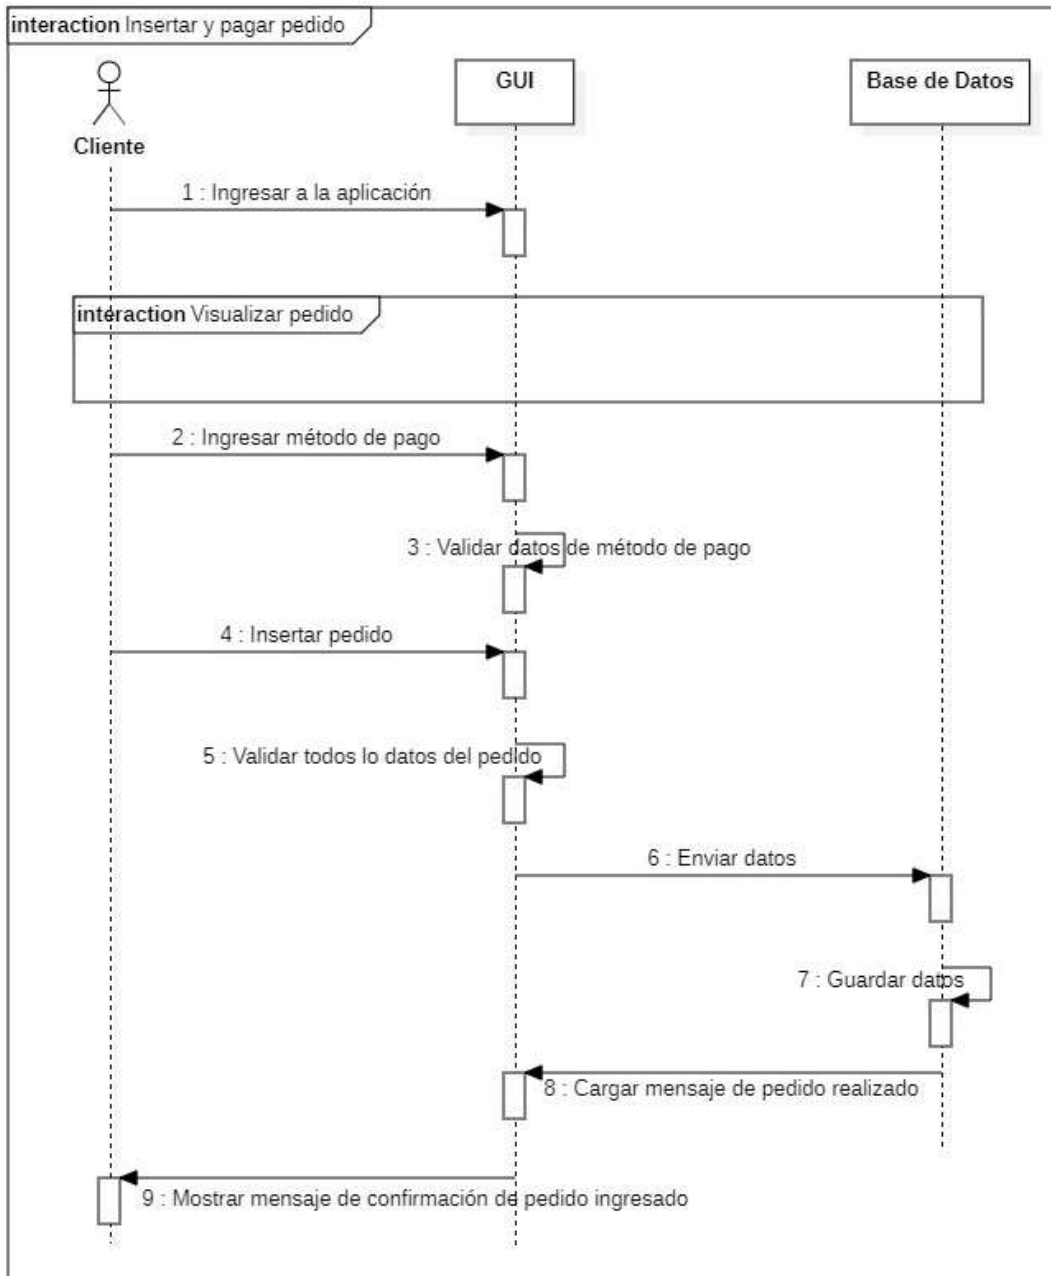 interaction Insertar y pagar pedido
Cliente
GUI
Base de Datos
1 : Ingresar a la aplicación
interaction Visualizar pedido
2 : Ingresar método de pago
3 : Validar datos de método de pago
4 : Insertar pedido
5 : Validar todos lo datos del pedido
6 : Enviar datos
7 : Guardar datos
8 : Cargar mensaje de pedido realizado
9 : Mostrar mensaje de confirmación de pedido ingresado